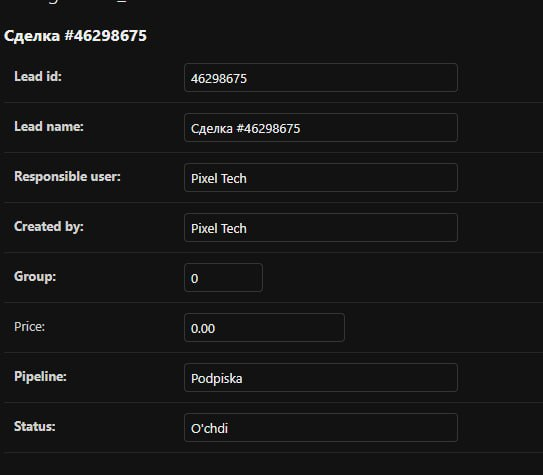 Сделка #46298675
Lead id: 46298675
Lead name: Сделка #46298675
Responsible user: Pixel Tech
Created by: Pixel Tech
Group: 0
Price: 0.00
Pipeline: Podpiska
Status: O'chdi